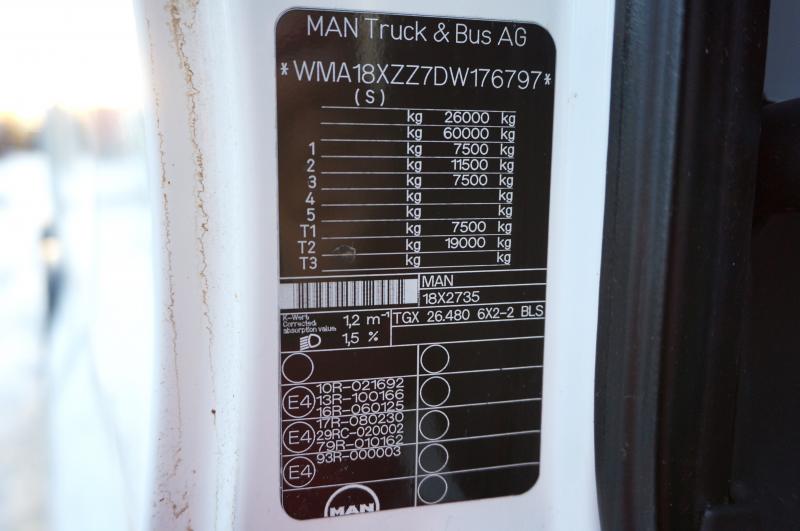 MAN Truck & Bus AG
*WMA18XZZ7DW176797*
(S)
kg 26000 kg
kg 60000 kg
1 kg 7500 kg
2 kg 11500 kg
3 kg 7500 kg
4 kg kg
5 kg
T1 kg 7500 kg
T2 kg 19000 kg
T3 kg kg
MAN
18X2735
K-Wert: Corrected absorption value: 1,2 m⁻¹
1,5 %
TGX 26.480 6X2-2 BLS
10R-021692
E4 13R-100166
16R-060125
17R-080230
E4 29RC-020002
79R-010162
93R-000003
E4
MAN